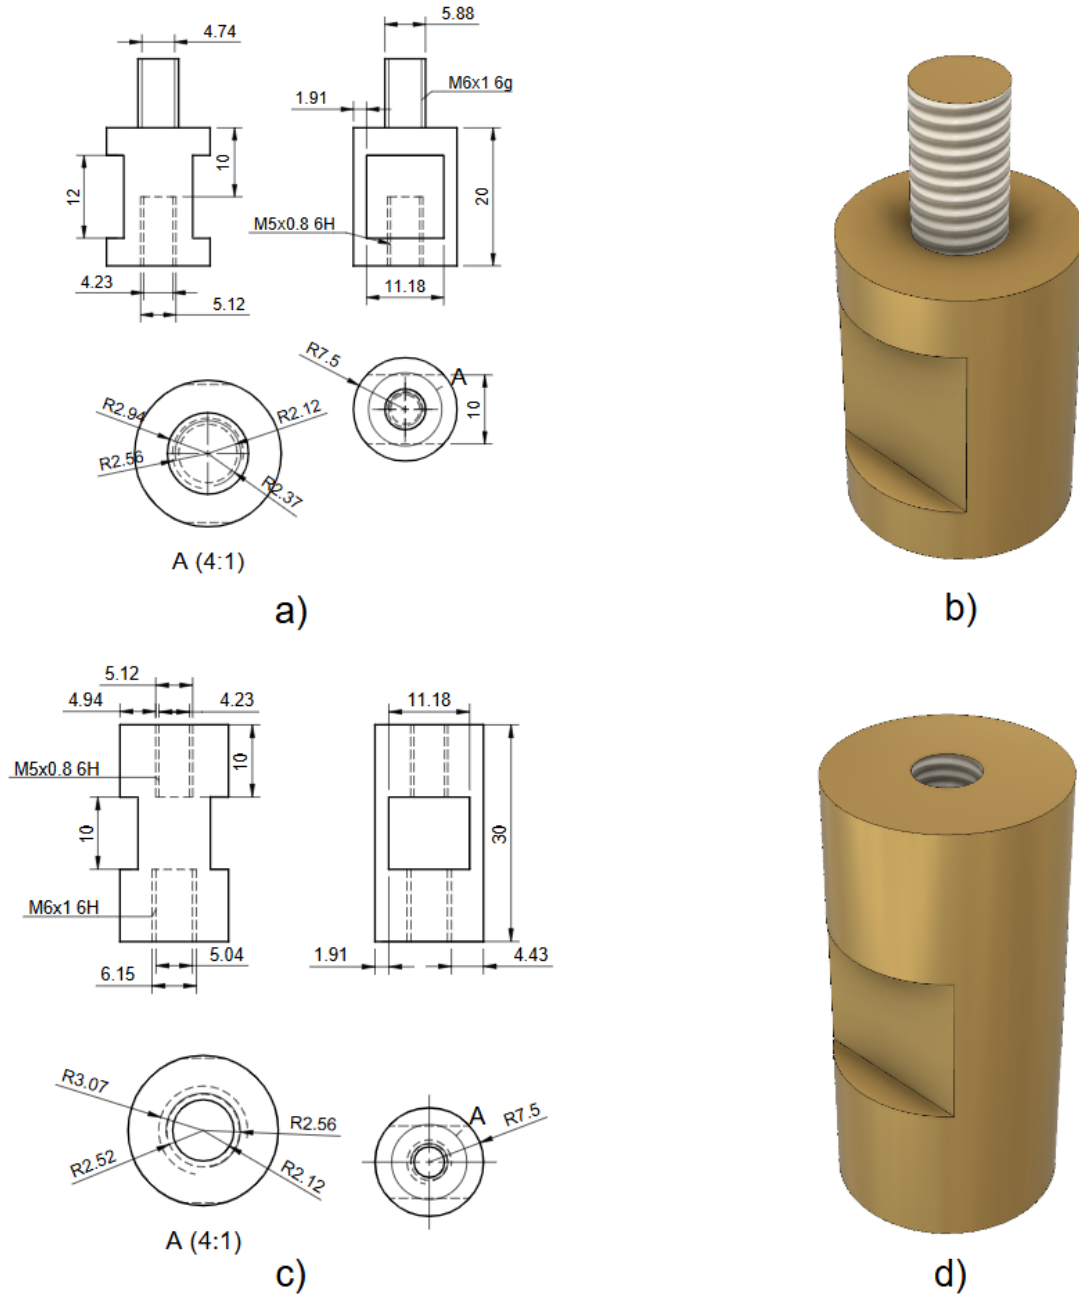 4.74
5.88
M6x1 6g
1.91
10
12
20
M5x0.8 6H
4.23
5.12
11.18
R7.5
A
10
R2.94
R2.12
R2.56
R2.37
A (4:1)
a)
b)
5.12
4.94
4.23
11.18
10
M5x0.8 6H
10
30
M6x1 6H
5.04
6.15
1.91
4.43
R3.07
R2.56
R2.52
R2.12
A
R7.5
A (4:1)
c)
d)